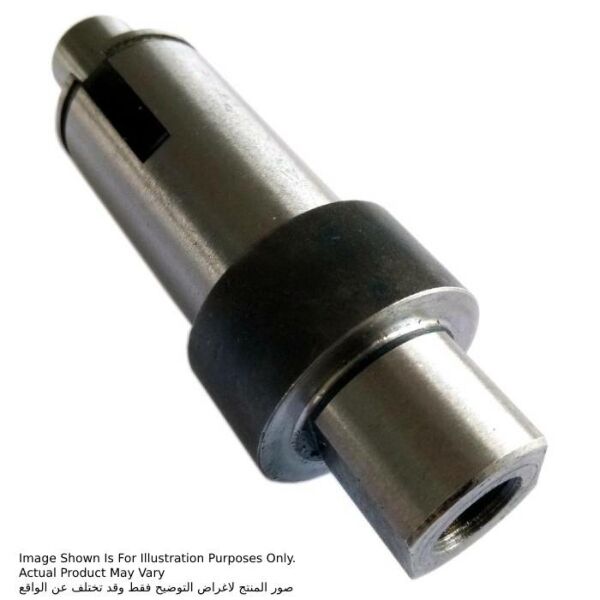 Image Shown Is For Illustration Purposes Only.
Actual Product May Vary
صور المنتج لاغراض التوضيح فقط وقد تختلف عن الواقع